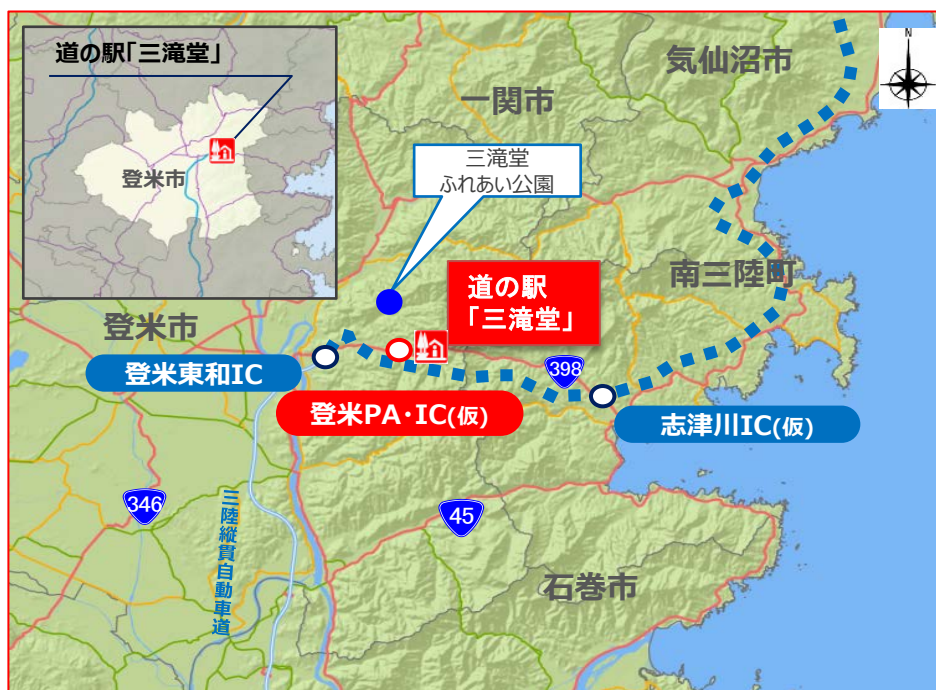 道の駅「三滝堂」
登米市
N
気仙沼市
一関市
三滝堂
ふれあい公園
南三陸町
道の駅
「三滝堂」
登米市
登米東和IC
398
登米PA・IC(仮)
志津川IC(仮)
346
45
三陸縦貫自動車道
石巻市